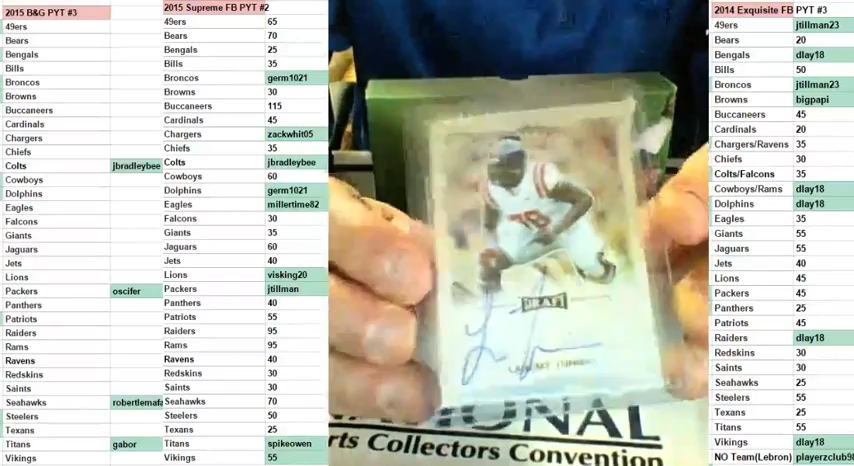 2015 B&G PYT #3
49ers
Bears
Bengals
Bills
Broncos
Browns
Buccaneers
Cardinals
Chargers
Chiefs
Colts jbradleybee
Cowboys
Dolphins
Eagles
Falcons
Giants
Jaguars
Jets
Lions
Packers oscifer
Panthers
Patriots
Raiders
Rams
Ravens
Redskins
Saints
Seahawks robertlemafa
Steelers
Texans
Titans gabor
Vikings
2015 Supreme FB PYT #2
49ers 65
Bears 70
Bengals 25
Bills 35
Broncos germ1021
Browns 30
Buccaneers 115
Cardinals 45
Chargers zackwhit05
Chiefs 35
Colts jbradleybee
Cowboys 60
Dolphins germ1021
Eagles millertime82
Falcons 30
Giants 35
Jaguars 60
Jets 40
Lions visking20
Packers jtillman
Panthers 40
Patriots 55
Raiders 95
Rams 95
Ravens 40
Redskins 30
Saints 30
Seahawks 70
Steelers 50
Texans 25
Titans spikeowen
Vikings 55
DRAFT
rts Collectors Convention
2014 Exquisite FB PYT #3
49ers jtillman23
Bears 20
Bengals dlay18
Bills 50
Broncos jtillman23
Browns bigpapi
Buccaneers 45
Cardinals 20
Chargers/Ravens 35
Chiefs 30
Colts/Falcons 35
Cowboys/Rams dlay18
Dolphins dlay18
Eagles 35
Giants 55
Jaguars 55
Jets 40
Lions 45
Packers 45
Panthers 25
Patriots 45
Raiders dlay18
Redskins 30
Saints 30
Seahawks 25
Steelers 55
Texans 25
Titans 55
Vikings dlay18
NO Team(Lebron) playerzclub98